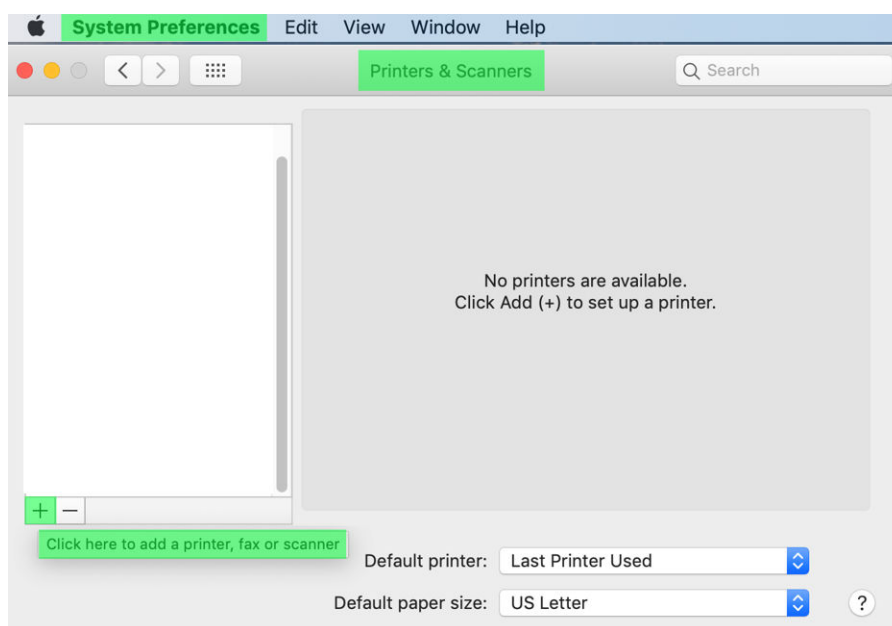 System Preferences Edit View Window Help
Printers & Scanners
Search
No printers are available.
Click Add (+) to set up a printer.
+ −
Click here to add a printer, fax or scanner
Default printer: Last Printer Used
Default paper size: US Letter ?